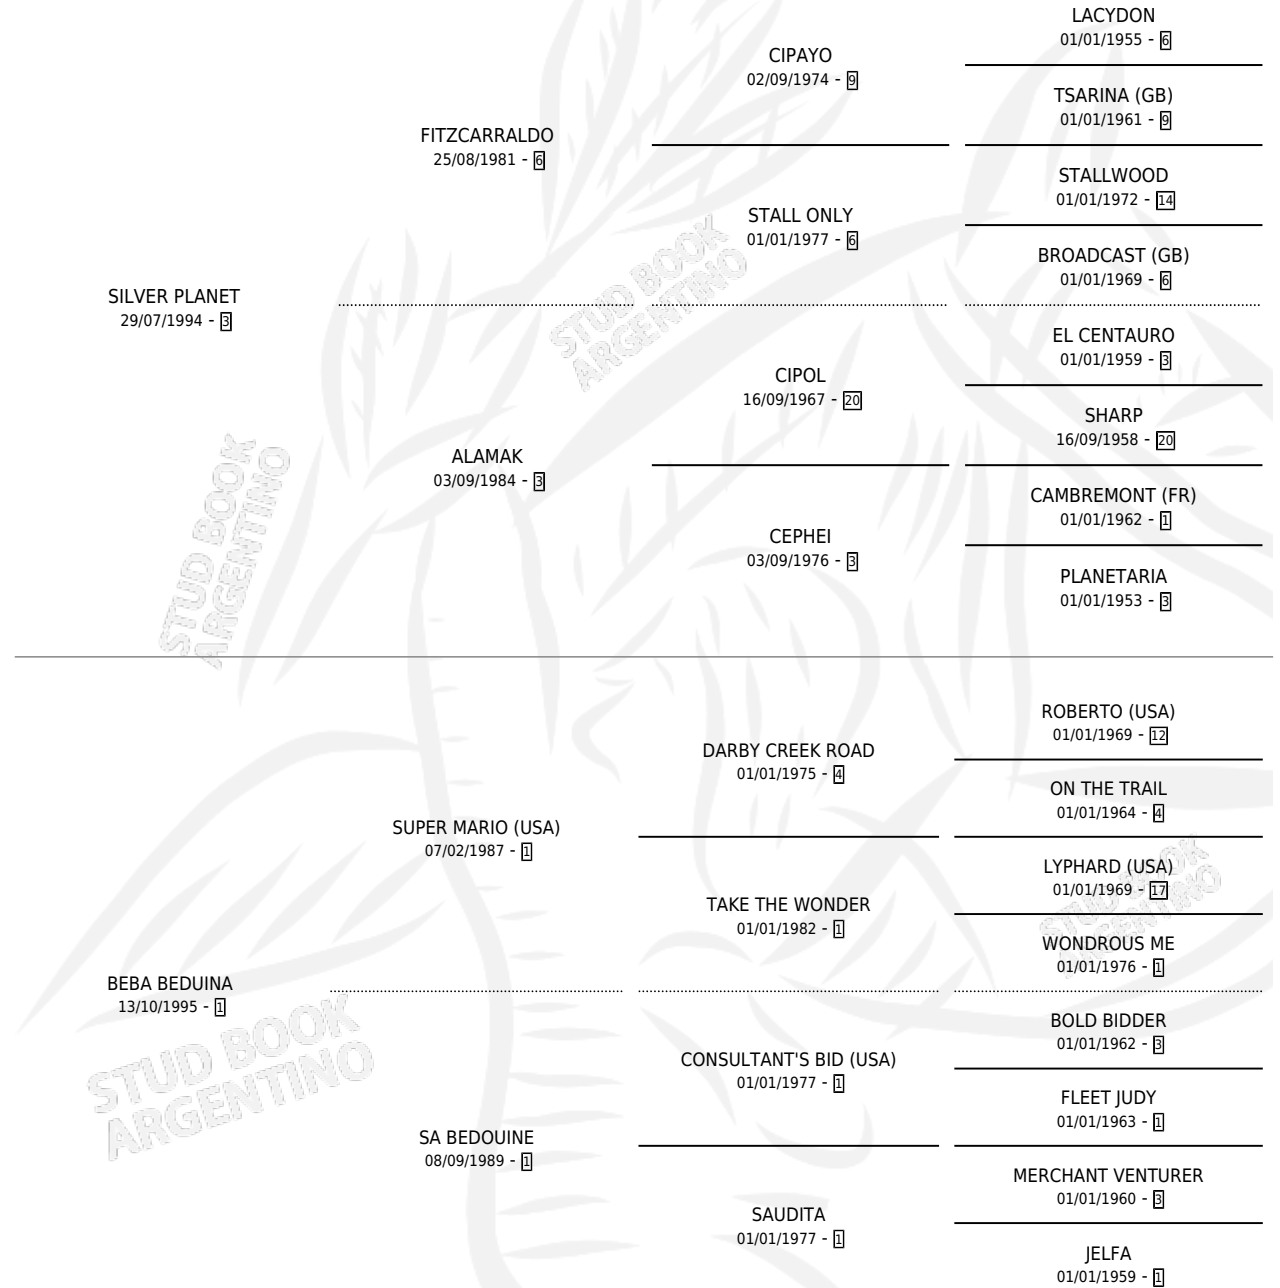 LACYDON
01/01/1955 - 6
CIPAYO
02/09/1974 - 9
TSARINA (GB)
01/01/1961 - 9
FITZCARRALDO
25/08/1981 - 6
STALLWOOD
01/01/1972 - 14
STALL ONLY
01/01/1977 - 6
BROADCAST (GB)
01/01/1969 - 6
SILVER PLANET
29/07/1994 - 3
STUD BOOK
ARGENTINO
EL CENTAURO
01/01/1959 - 3
CIPOL
16/09/1967 - 20
SHARP
16/09/1958 - 20
ALAMAK
03/09/1984 - 3
CAMBREMONT (FR)
01/01/1962 - 1
CEPHEI
03/09/1976 - 3
PLANETARIA
01/01/1953 - 3
STUD BOOK
ARGENTINO
ROBERTO (USA)
01/01/1969 - 12
DARBY CREEK ROAD
01/01/1975 - 4
ON THE TRAIL
01/01/1964 - 4
SUPER MARIO (USA)
07/02/1987 - 1
LYPHARD (USA)
01/01/1969 - 17
TAKE THE WONDER
01/01/1982 - 1
WONDROUS ME
01/01/1976 - 1
STUD BOOK
ARGENTINO
BEBA BEDUINA
13/10/1995 - 1
BOLD BIDDER
01/01/1962 - 3
CONSULTANT'S BID (USA)
01/01/1977 - 1
FLEET JUDY
01/01/1963 - 1
STUD BOOK
ARGENTINO
SA BEDOUINE
08/09/1989 - 1
MERCHANT VENTURER
01/01/1960 - 3
SAUDITA
01/01/1977 - 1
JELFA
01/01/1959 - 1